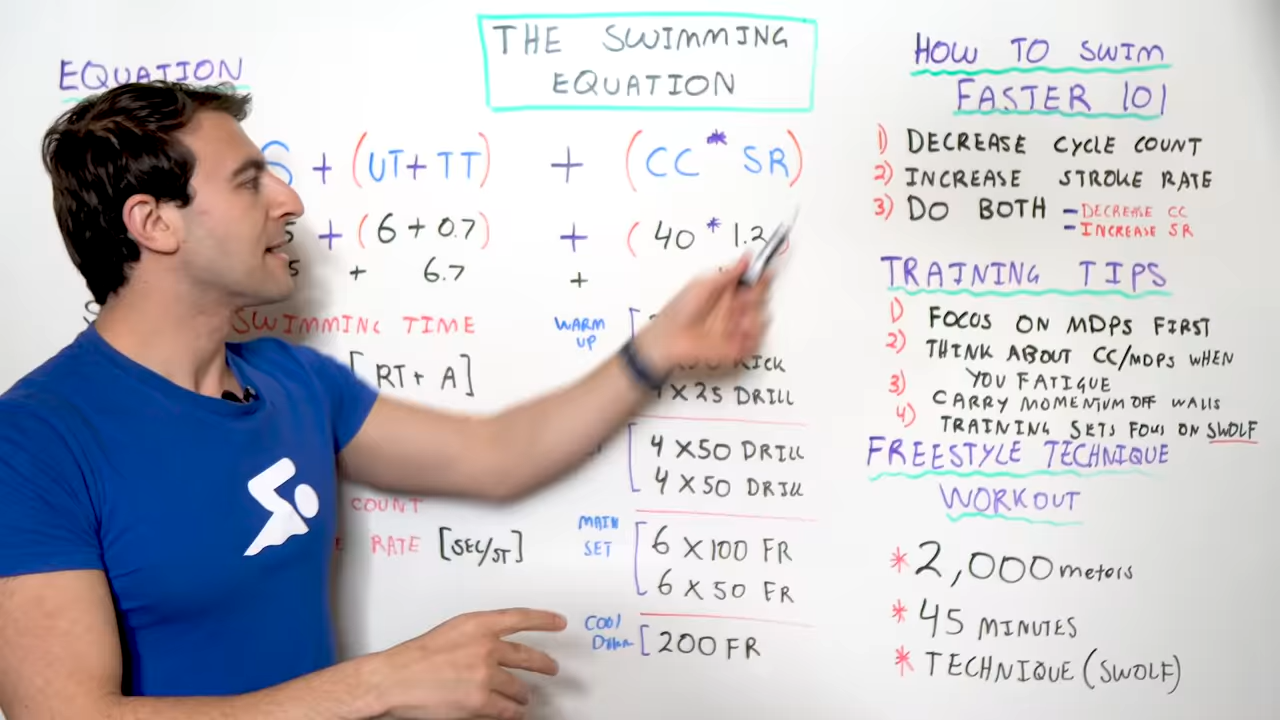 THE SWIMMING
EQUATION
EQUATION
S + (UT + TT) + (CC * SR)
5 + (6 + 0.7) + (40 * 1.2)
5 + 6.7 +
SWIMMING TIME
[RT + A]
COUNT
RATE [SEC/ST]
WARM
UP
4 X 25 DRILL
4 X 50 DRILL
4 X 50 DRILL
MAIN
SET
6 X 100 FR
6 X 50 FR
COOL
DOWN
200 FR
HOW TO SWIM
FASTER 101
1) DECREASE CYCLE COUNT
2) INCREASE STROKE RATE
3) DO BOTH
- DECREASE CC
- INCREASE SR
TRAINING TIPS
1) FOCUS ON MDPS FIRST
2) THINK ABOUT CC/MDPS WHEN
YOU FATIGUE
3) CARRY MOMENTUM OFF WALLS
4) TRAINING SETS FOUS ON SWOLF
FREESTYLE TECHNIQUE
WORKOUT
* 2,000 meters
* 45 MINUTES
* TECHNIQUE (SWOLF)